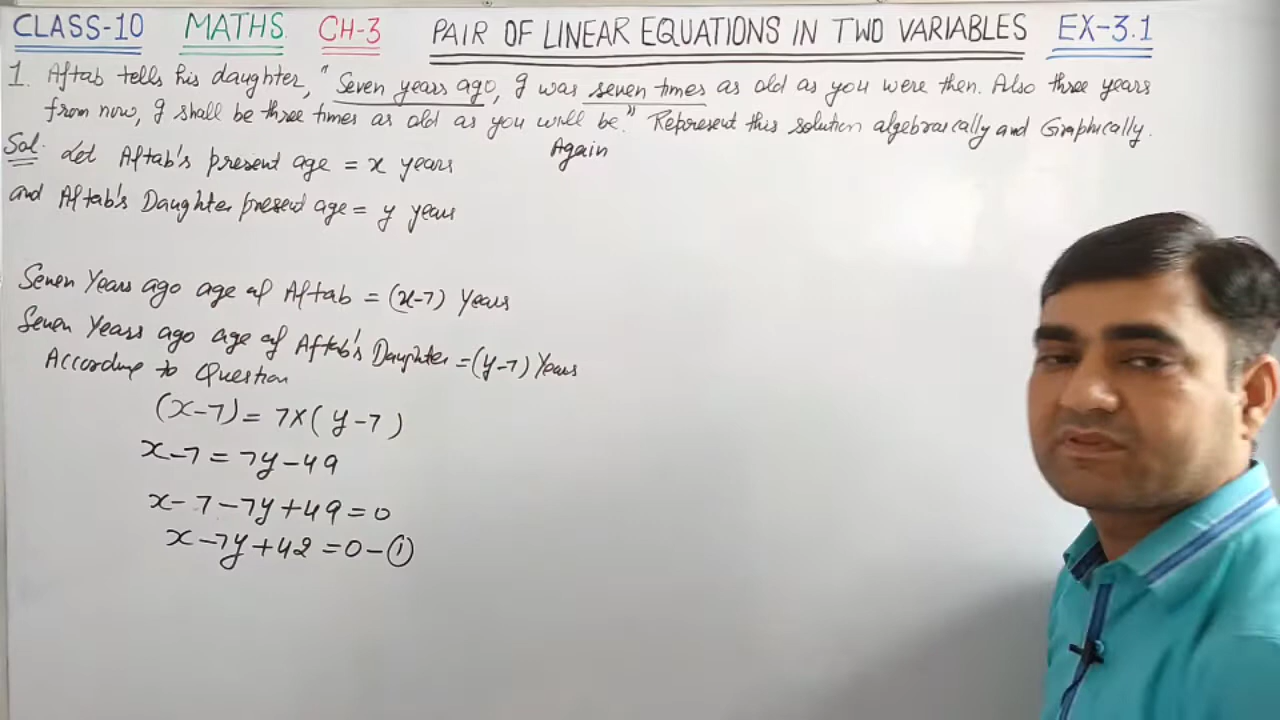 CLASS-10 MATHS CH-3 PAIR OF LINEAR EQUATIONS IN TWO VARIABLES EX-3.1
1. Aftab tells his daughter, "Seven years ago, I was seven times as old as you were then. Also three years
from now, I shall be three times as old as you will be." Represent this solution algebraically and Graphically.
Sol. Let Aftab's present age = x years
and Aftab's Daughter present age = y years
Again
Seven Years ago age of Aftab = (x-7) Years
Seven Years ago age of Aftab's Daughter = (y-7) Years
According to Question
(x-7) = 7×(y-7)
x-7 = 7y-49
x-7-7y+49=0
x-7y+42=0-①